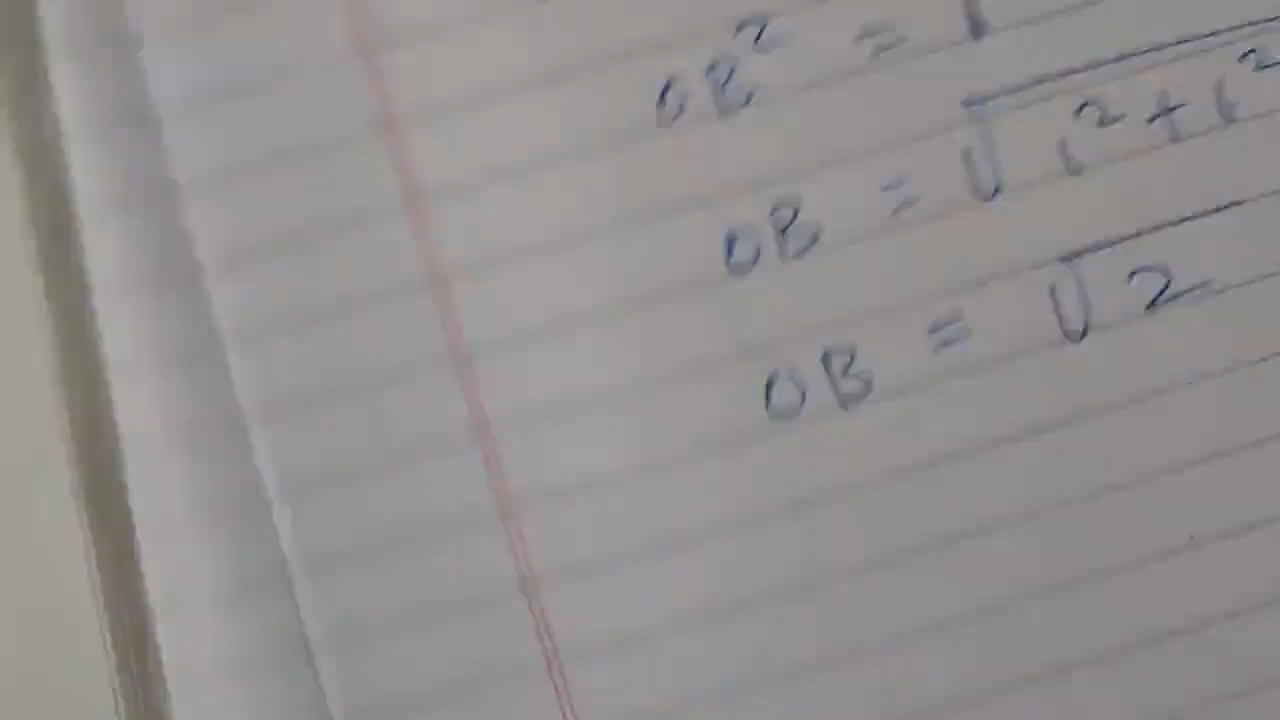 OB² =
OB = √1² + 1²
OB = √2